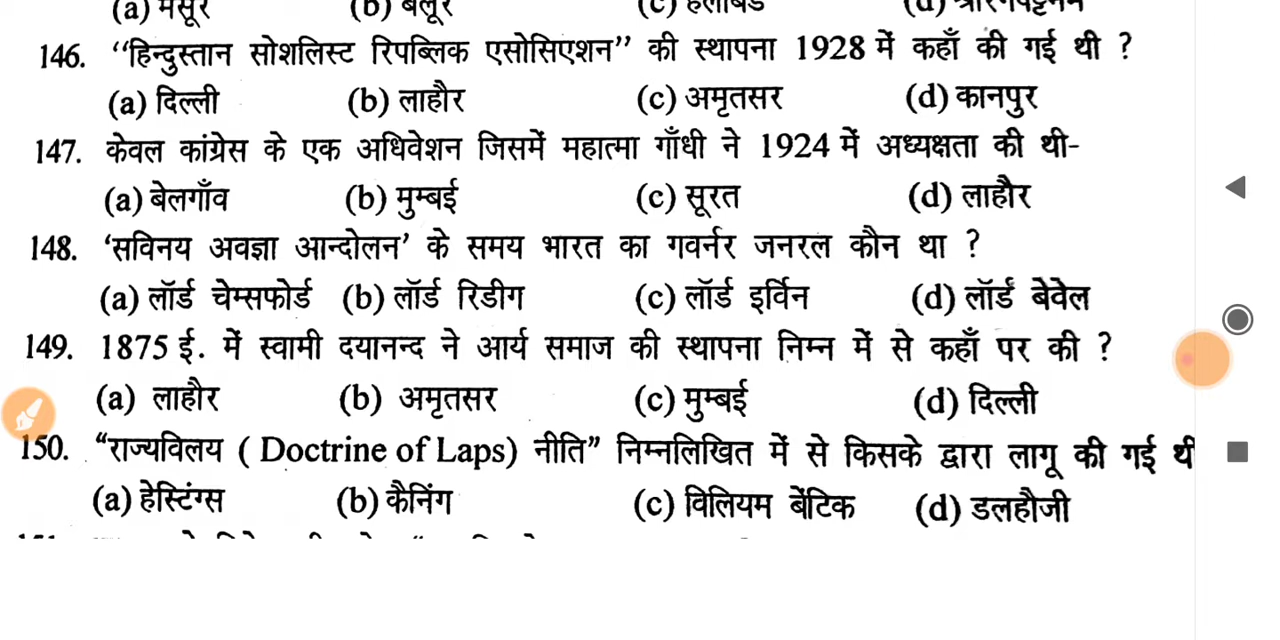 (a) मैसूर (b) बेलूर (c) हलेबिड (d) श्रीरंगपट्टनम
146. “हिन्दुस्तान सोशलिस्ट रिपब्लिक एसोसिएशन” की स्थापना 1928 में कहाँ की गई थी ?
(a) दिल्ली (b) लाहौर (c) अमृतसर (d) कानपुर
147. केवल कांग्रेस के एक अधिवेशन जिसमें महात्मा गाँधी ने 1924 में अध्यक्षता की थी-
(a) बेलगाँव (b) मुम्बई (c) सूरत (d) लाहौर
148. ‘सविनय अवज्ञा आन्दोलन’ के समय भारत का गवर्नर जनरल कौन था ?
(a) लॉर्ड चेम्सफोर्ड (b) लॉर्ड रिडीग (c) लॉर्ड इर्विन (d) लॉर्ड बेवेल
149. 1875 ई. में स्वामी दयानन्द ने आर्य समाज की स्थापना निम्न में से कहाँ पर की ?
(a) लाहौर (b) अमृतसर (c) मुम्बई (d) दिल्ली
150. “राज्यविलय ( Doctrine of Laps) नीति” निम्नलिखित में से किसके द्वारा लागू की गई थी
(a) हेस्टिंग्स (b) कैनिंग (c) विलियम बेंटिक (d) डलहौजी